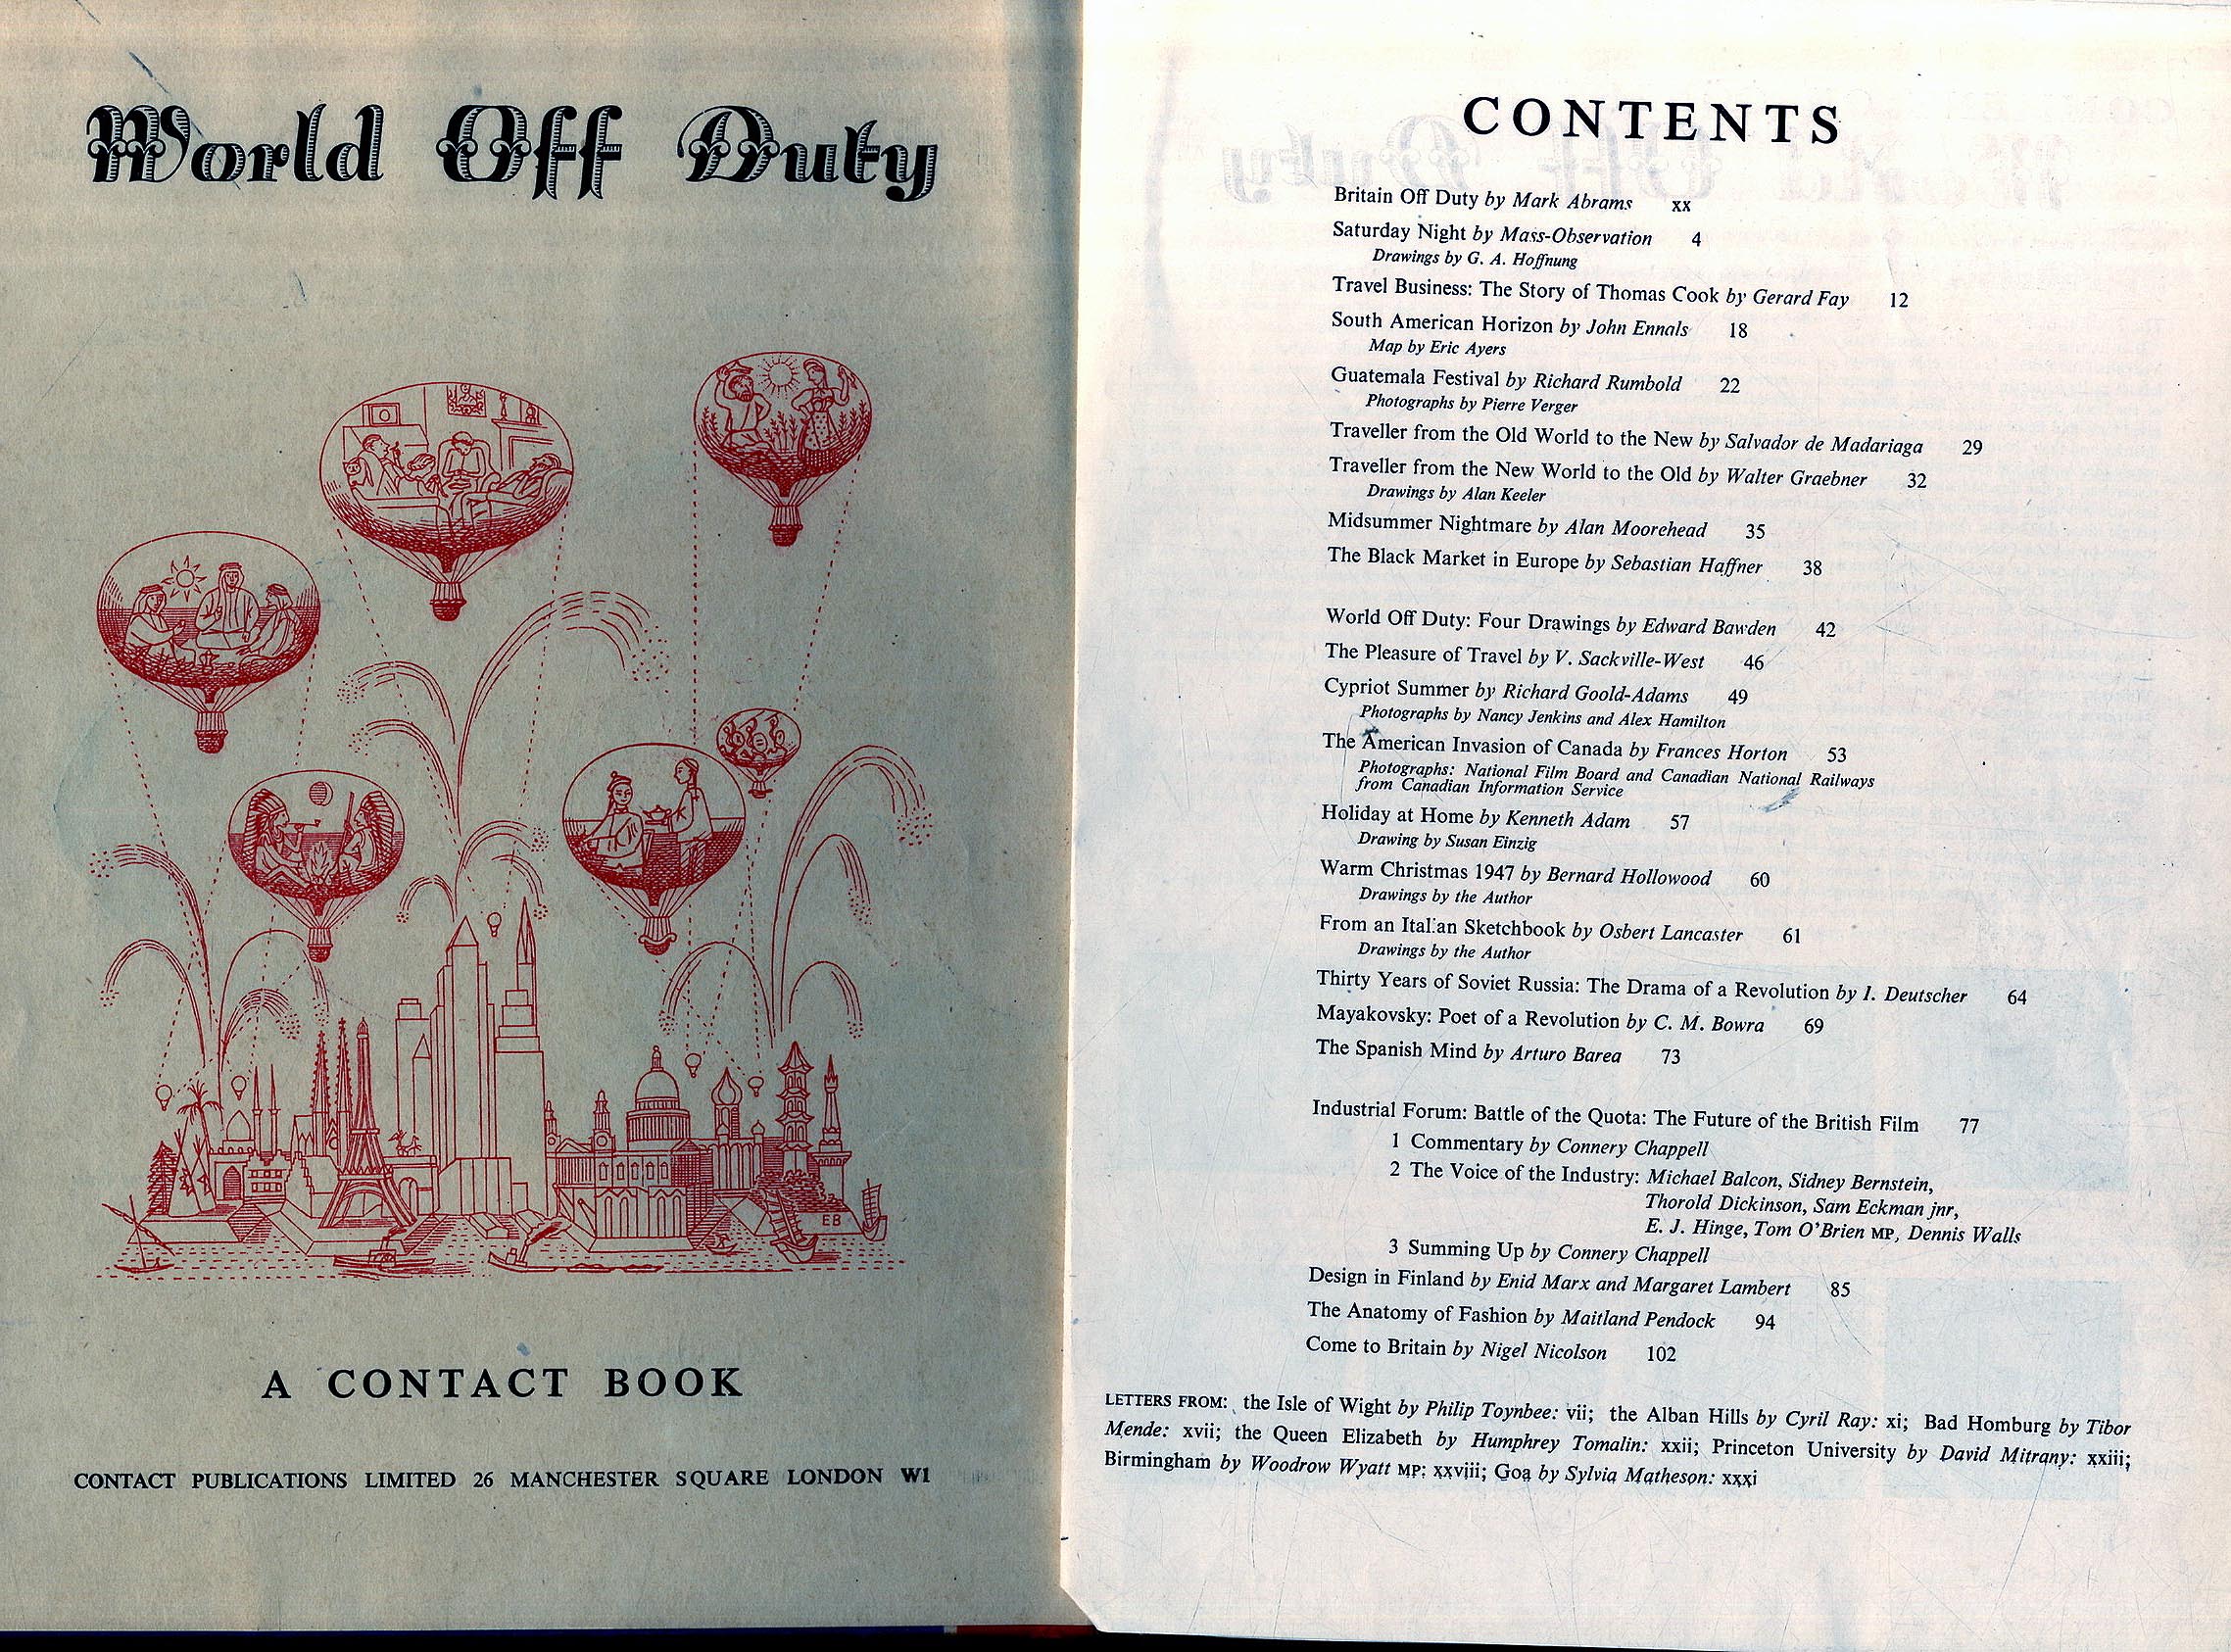 World Off Duty
EB
A CONTACT BOOK
CONTACT PUBLICATIONS LIMITED 26 MANCHESTER SQUARE LONDON W1
CONTENTS
Britain Off Duty by Mark Abrams xx
Saturday Night by Mass-Observation 4
Drawings by G. A. Hoffnung
Travel Business: The Story of Thomas Cook by Gerard Fay 12
South American Horizon by John Ennals 18
Map by Eric Ayers
Guatemala Festival by Richard Rumbold 22
Photographs by Pierre Verger
Traveller from the Old World to the New by Salvador de Madariaga 29
Traveller from the New World to the Old by Walter Graebner 32
Drawings by Alan Keeler
Midsummer Nightmare by Alan Moorehead 35
The Black Market in Europe by Sebastian Haffner 38
World Off Duty: Four Drawings by Edward Bawden 42
The Pleasure of Travel by V. Sackville-West 46
Cypriot Summer by Richard Goold-Adams 49
Photographs by Nancy Jenkins and Alex Hamilton
The American Invasion of Canada by Frances Horton 53
Photographs: National Film Board and Canadian National Railways
from Canadian Information Service
Holiday at Home by Kenneth Adam 57
Drawing by Susan Einzig
Warm Christmas 1947 by Bernard Hollowood 60
Drawings by the Author
From an Italian Sketchbook by Osbert Lancaster 61
Drawings by the Author
Thirty Years of Soviet Russia: The Drama of a Revolution by I. Deutscher 64
Mayakovsky: Poet of a Revolution by C. M. Bowra 69
The Spanish Mind by Arturo Barea 73
Industrial Forum: Battle of the Quota: The Future of the British Film 77
1 Commentary by Connery Chappell
2 The Voice of the Industry: Michael Balcon, Sidney Bernstein,
Thorold Dickinson, Sam Eckman jnr,
E. J. Hinge, Tom O'Brien MP, Dennis Walls
3 Summing Up by Connery Chappell
Design in Finland by Enid Marx and Margaret Lambert 85
The Anatomy of Fashion by Maitland Pendock 94
Come to Britain by Nigel Nicolson 102
LETTERS FROM: the Isle of Wight by Philip Toynbee: vii; the Alban Hills by Cyril Ray: xi; Bad Homburg by Tibor
Mende: xvii; the Queen Elizabeth by Humphrey Tomalin: xxii; Princeton University by David Mitrany: xxiii;
Birmingham by Woodrow Wyatt MP: xxviii; Goa by Sylvia Matheson: xxxi